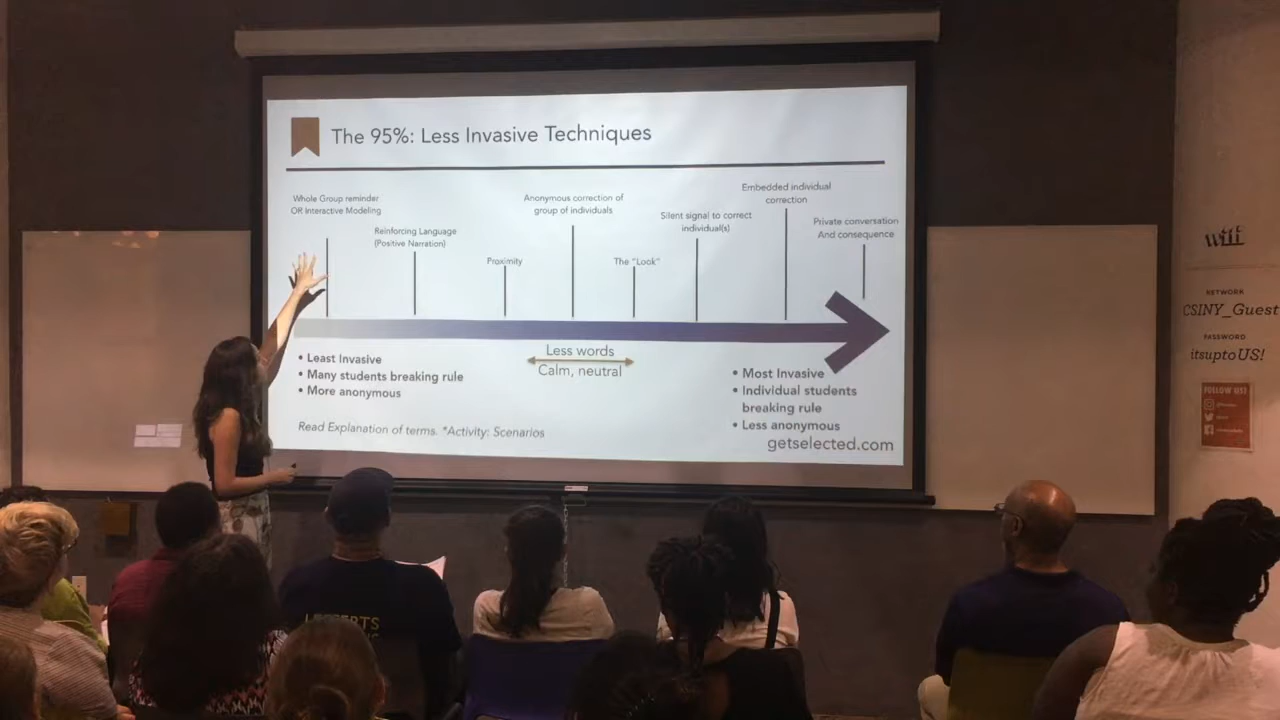 The 95%: Less Invasive Techniques
Whole Group reminder
OR Interactive Modeling
Reinforcing Language
(Positive Narration)
Proximity
Anonymous correction of
group of individuals
The "Look"
Silent signal to correct
individual(s)
Embedded individual
correction
Private conversation
And consequence
• Least Invasive
• Many students breaking rule
• More anonymous
Less words
Calm, neutral
• Most Invasive
• Individual students
breaking rule
• Less anonymous
Read Explanation of terms. *Activity: Scenarios
getselected.com
wifi
NETWORK
CSINY_Guest
PASSWORD
itsuptoUS!
FOLLOW US!